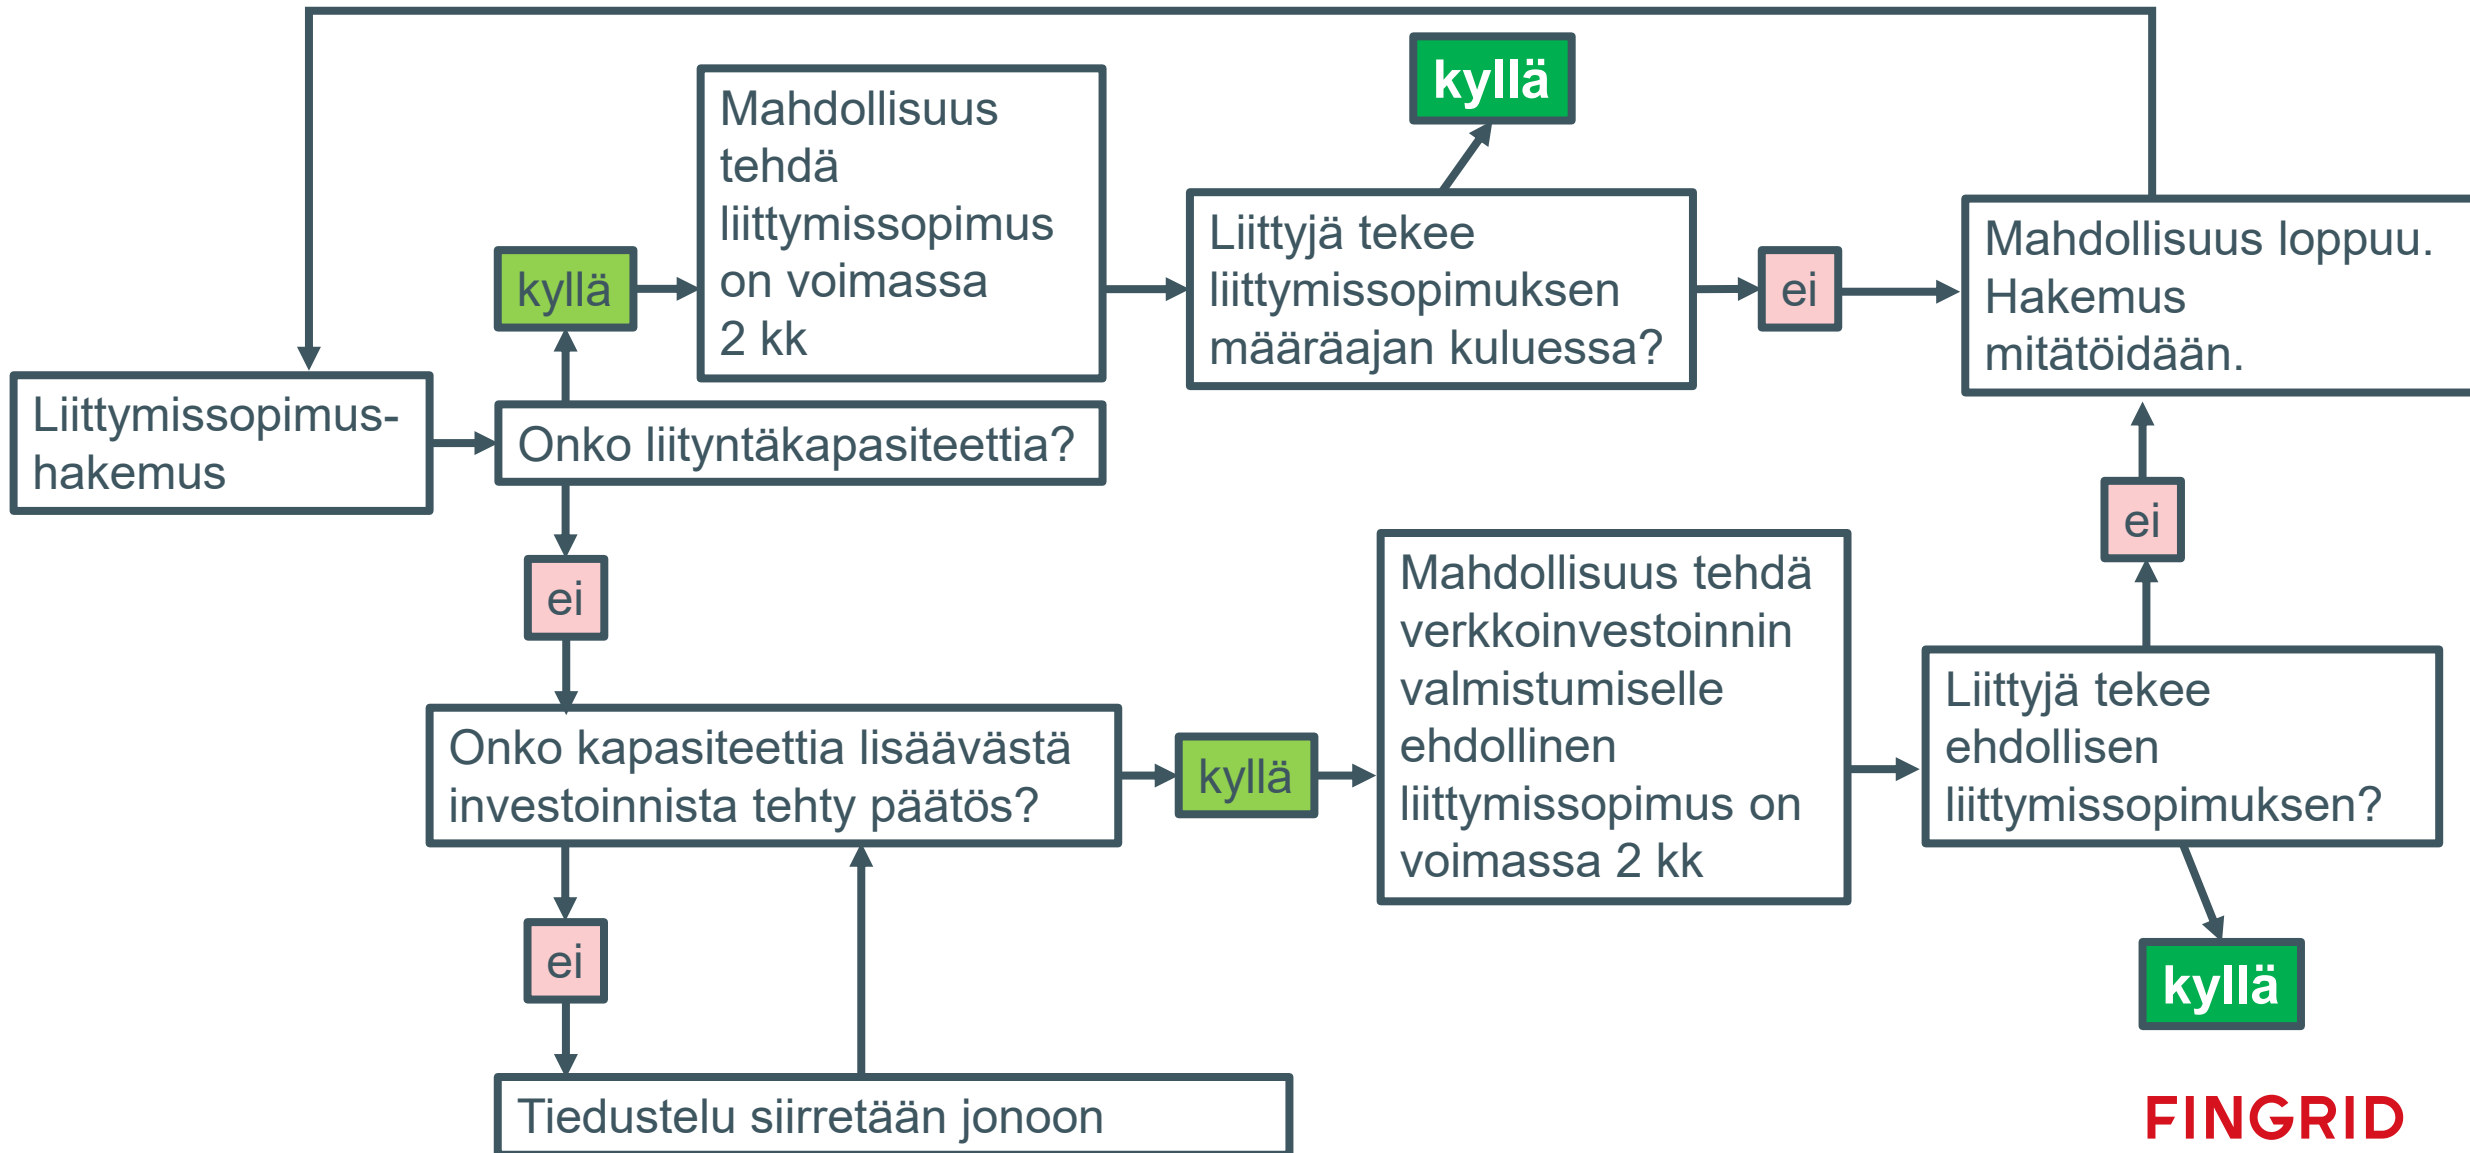 kyllä
Mahdollisuus
tehdä
liittymissopimus
on voimassa
2 kk
kyllä
Liittyjä tekee
liittymissopimuksen
määräajan kuluessa?
ei
Mahdollisuus loppuu.
Hakemus
mitätöidään.
Liittymissopimus-
hakemus
Onko liityntäkapasiteettia?
ei
ei
Onko kapasiteettia lisäävästä
investoinnista tehty päätös?
kyllä
Mahdollisuus tehdä
verkkoinvestoinnin
valmistumiselle
ehdollinen
liittymissopimus on
voimassa 2 kk
Liittyjä tekee
ehdollisen
liittymissopimuksen?
ei
kyllä
Tiedustelu siirretään jonoon
FINGRID